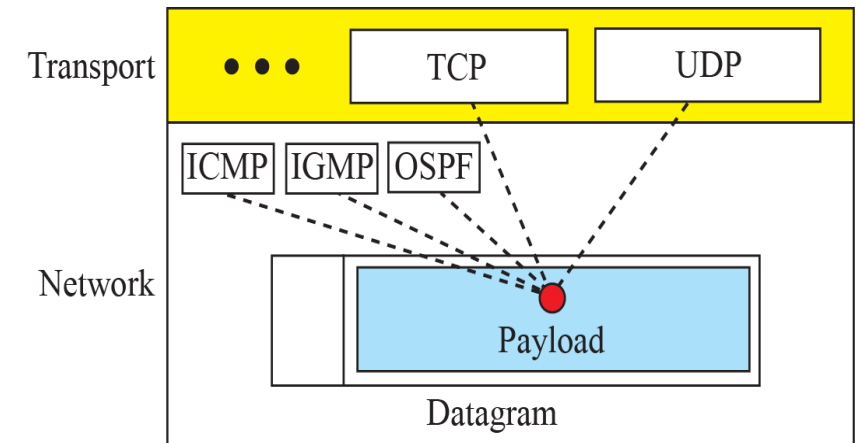 Transport
TCP
UDP
ICMP
IGMP
OSPF
Network
Payload
Datagram